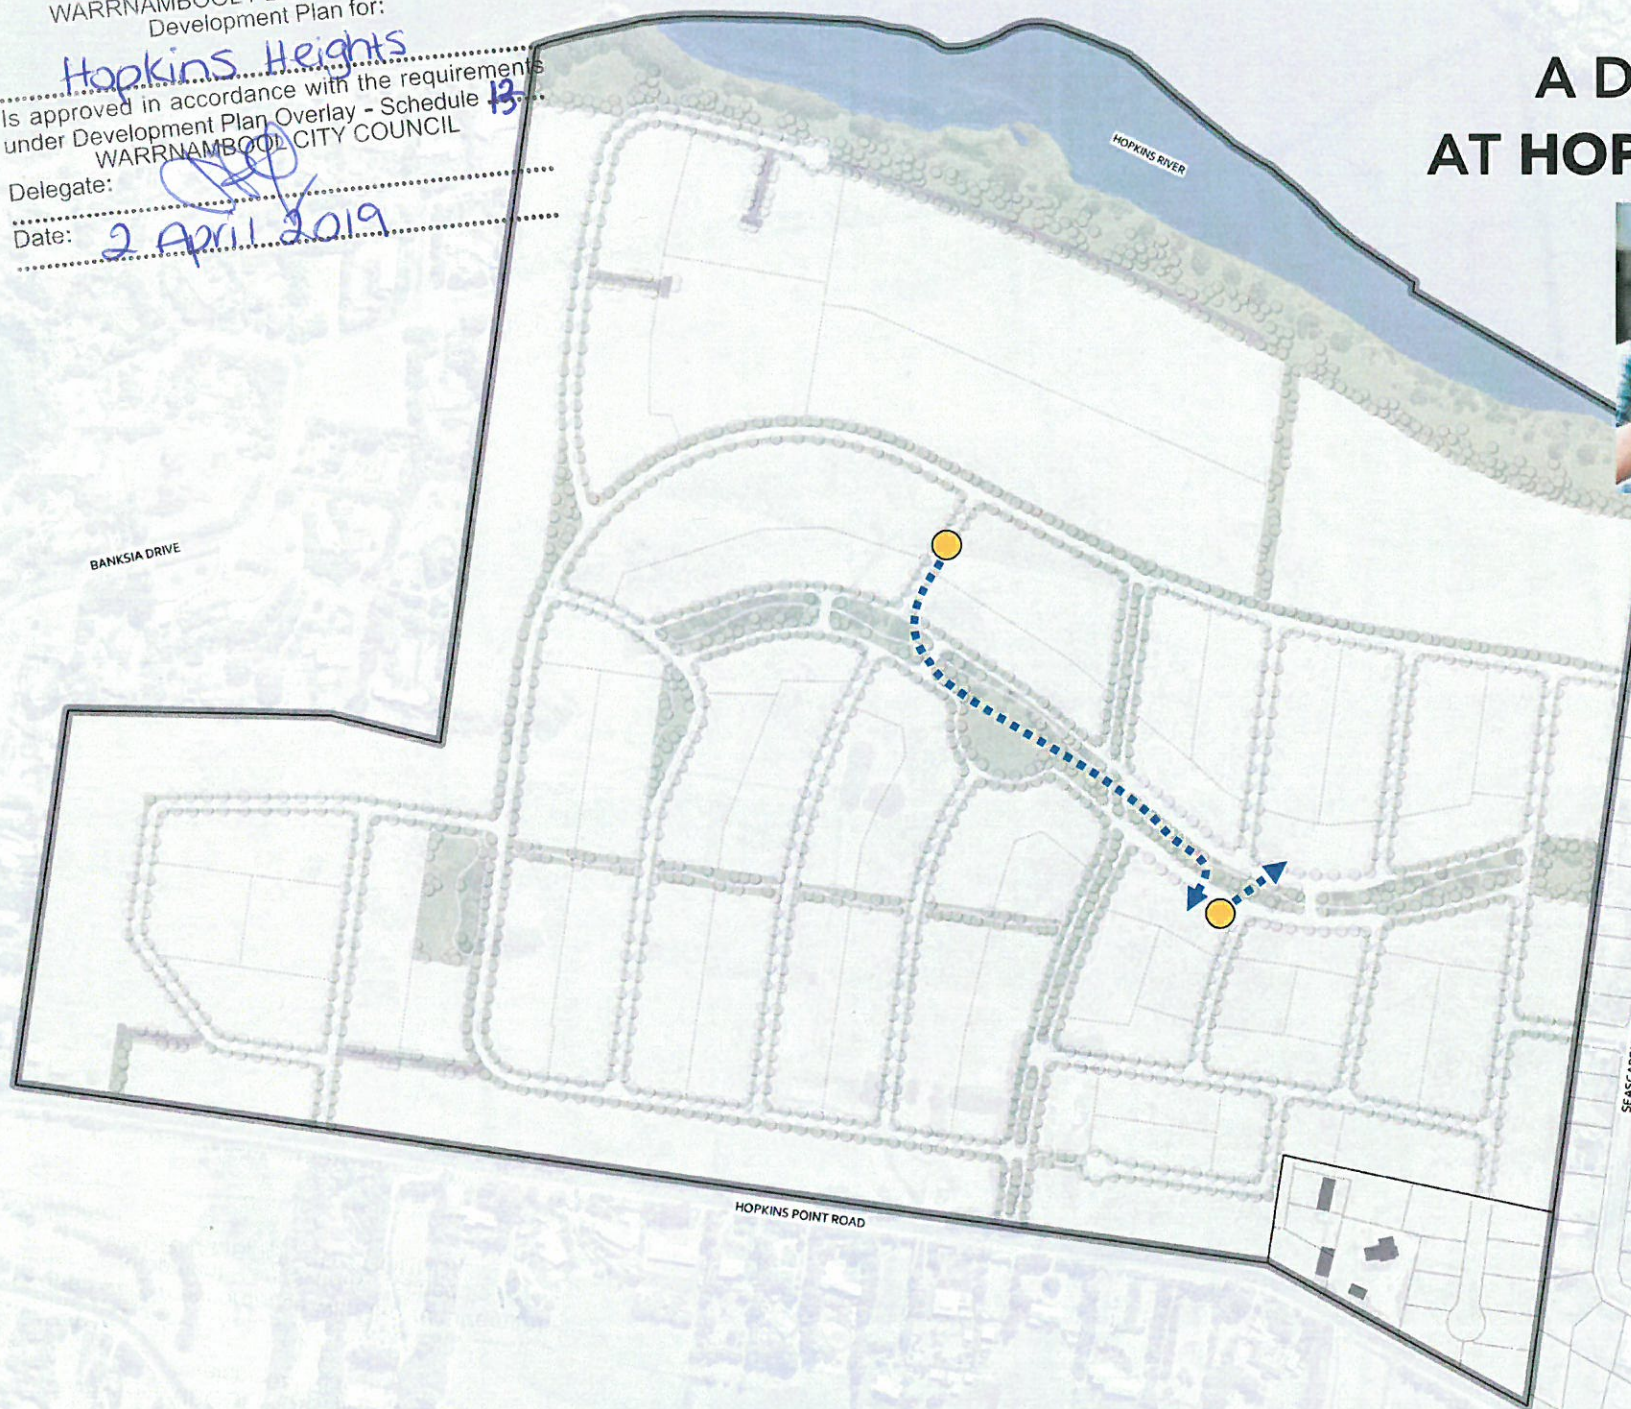 WARRNAMBOOL
Development Plan for:
Hopkins Heights
Is approved in accordance with the requirements
under Development Plan Overlay - Schedule 13
WARRNAMBOOL CITY COUNCIL
Delegate:
Date: 2 April 2019
A D
AT HOP
HOPKINS RIVER
BANKSIA DRIVE
HOPKINS POINT ROAD